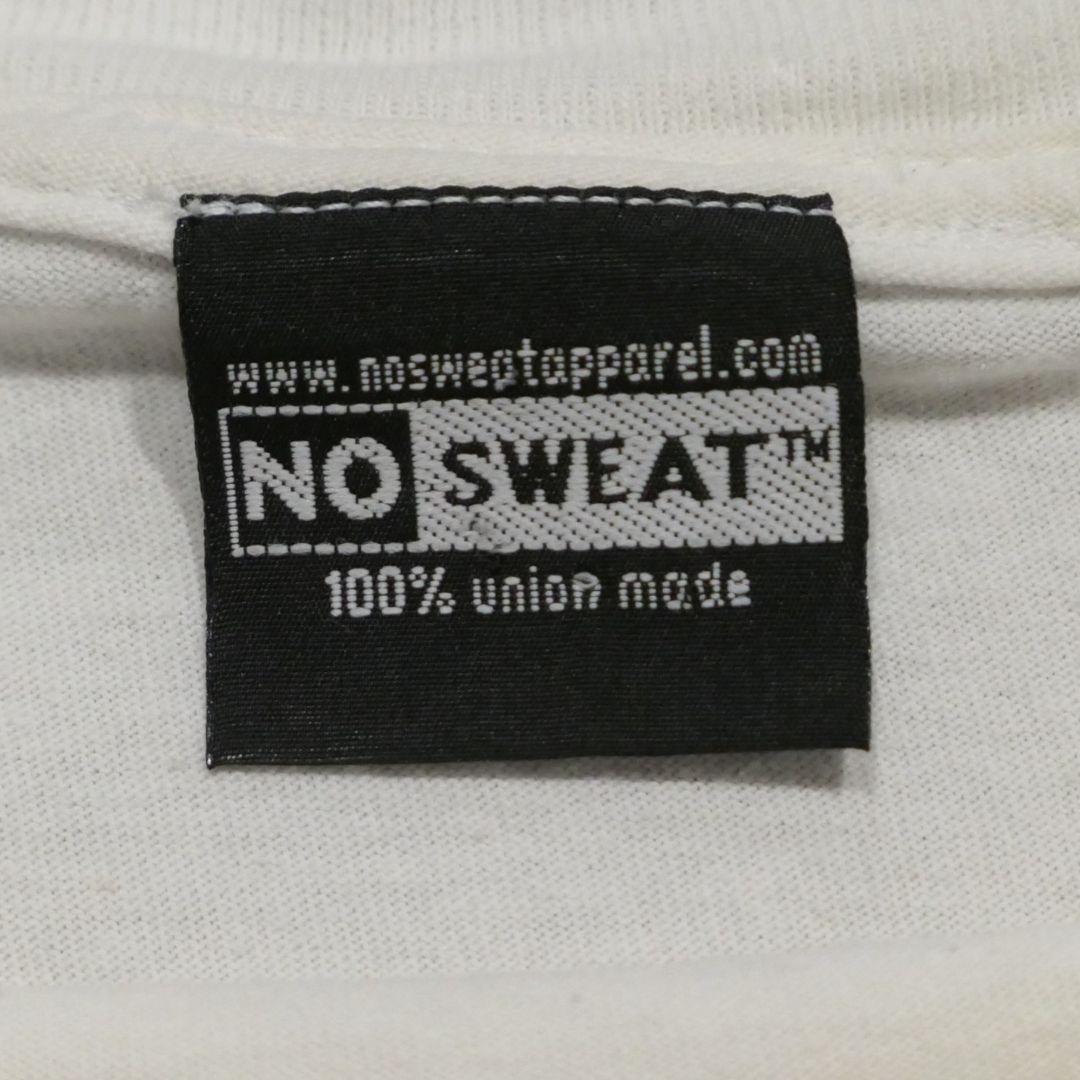 www.nosweatapparel.com
NO SWEAT™
100% union made